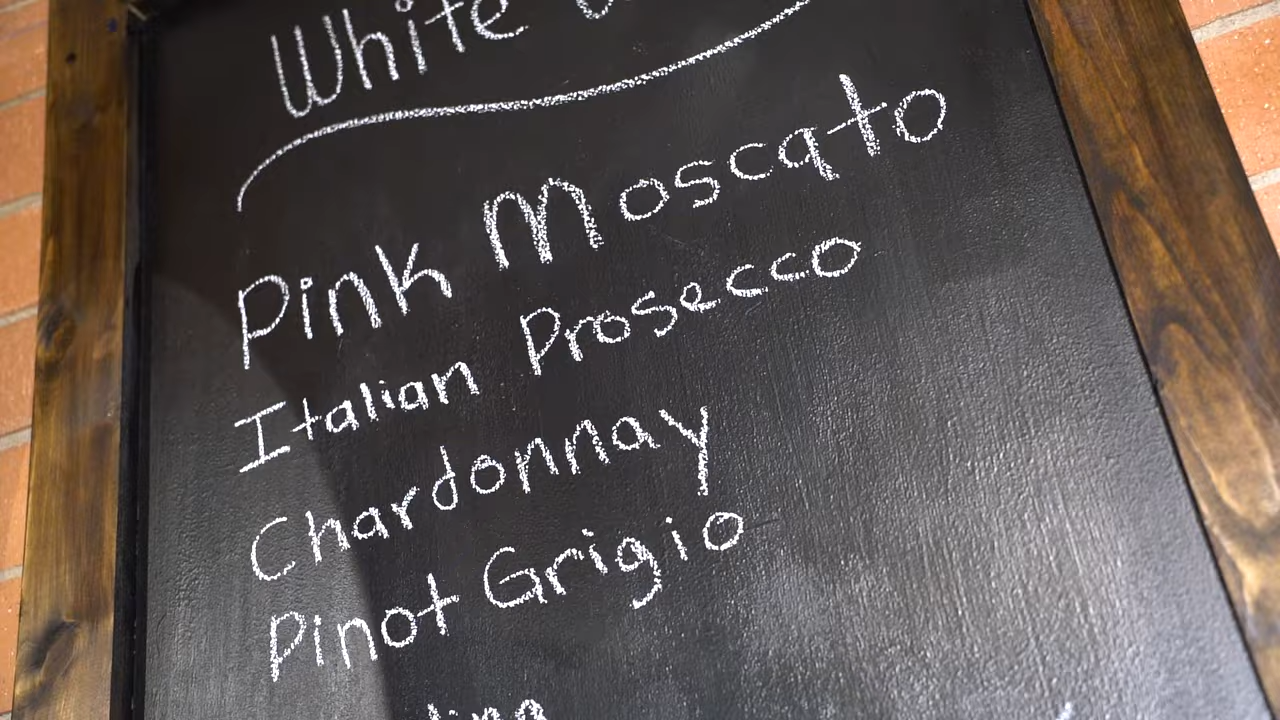 White
Pink Moscato
Italian Prosecco
Chardonnay
Pinot Grigio